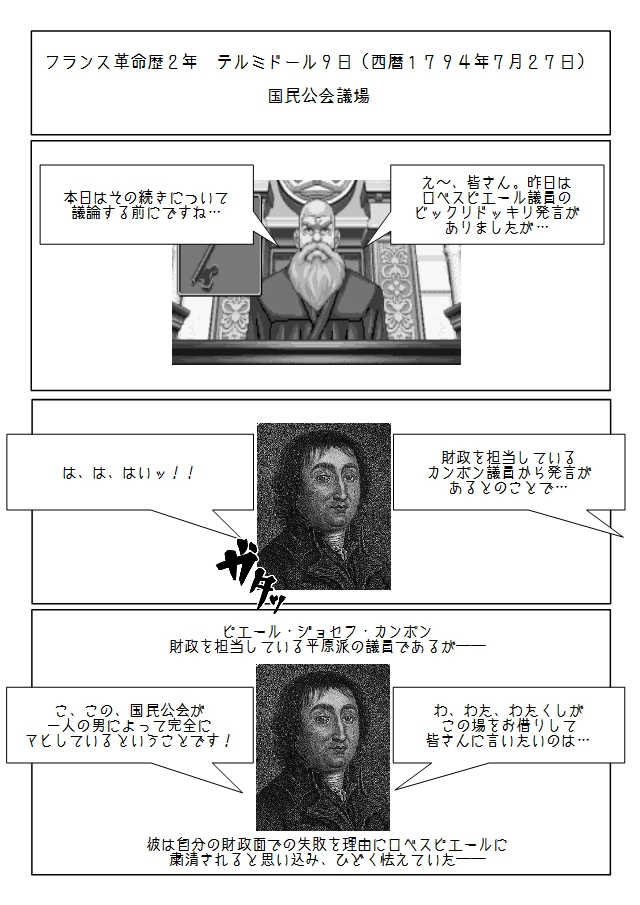 フランス革命歴２年　テルミドール９日（西暦１７９４年７月２７日）
国民公会議場
え～、皆さん。昨日は
ロベスピエール議員の
ビックリドッキリ発言が
ありましたが…
本日はその続きについて
議論する前にですね…
財政を担当している
カンボン議員から発言が
あるとのことで…
は、は、はいッ！！
ガタッ
ピエール・ジョセフ・カンボン
財政を担当している平原派の議員であるが――
わ、わた、わたくしが
この場をお借りして
皆さんに言いたいのは…
こ、この、国民公会が
一人の男によって完全に
マヒしているということです！
彼は自分の財政面での失敗を理由にロベスピエールに
粛清されると思い込み、ひどく怯えていた――